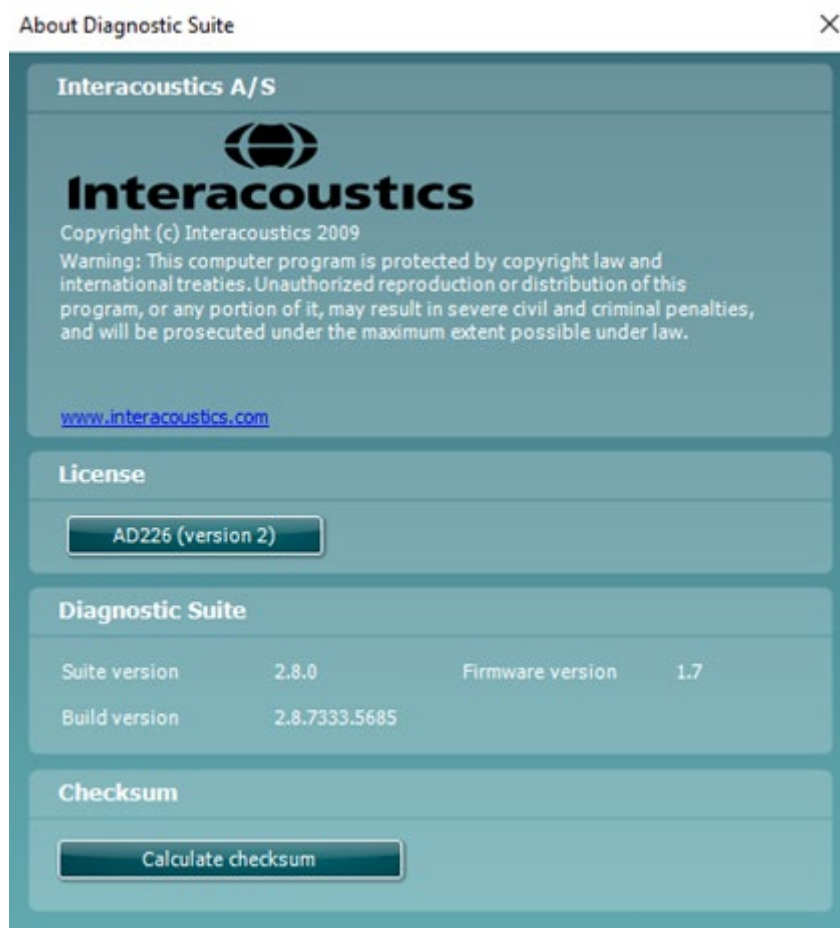 About Diagnostic Suite
Interacoustics A/S
Interacoustics
Copyright (c) Interacoustics 2009
Warning: This computer program is protected by copyright law and
international treaties. Unauthorized reproduction or distribution of this
program, or any portion of it, may result in severe civil and criminal penalties,
and will be prosecuted under the maximum extent possible under law.
www.interacoustics.com
License
AD226 (version 2)
Diagnostic Suite
Suite version 2.8.0 Firmware version 1.7
Build version 2.8.7333.5685
Checksum
Calculate checksum